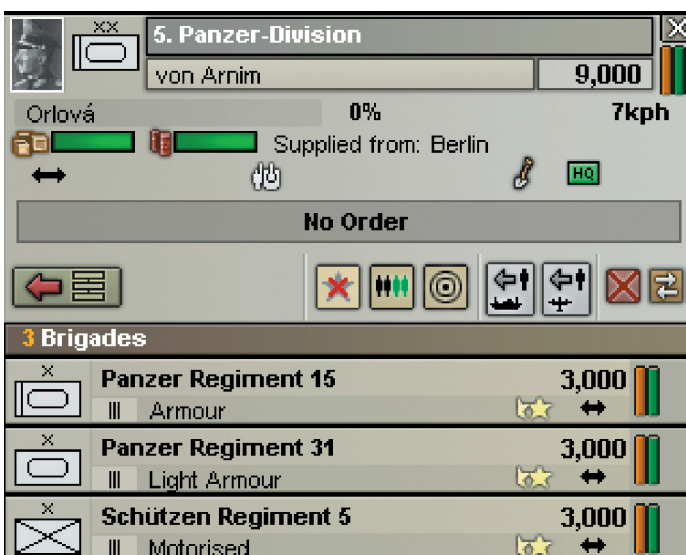 XX
5. Panzer-Division
X
von Arnim 9,000
Orlová 0% 7kph
Supplied from: Berlin
HQ
No Order
3 Brigades
X
Panzer Regiment 15 3,000
III Armour
X
Panzer Regiment 31 3,000
III Light Armour
X
Schützen Regiment 5 3,000
III Motorised